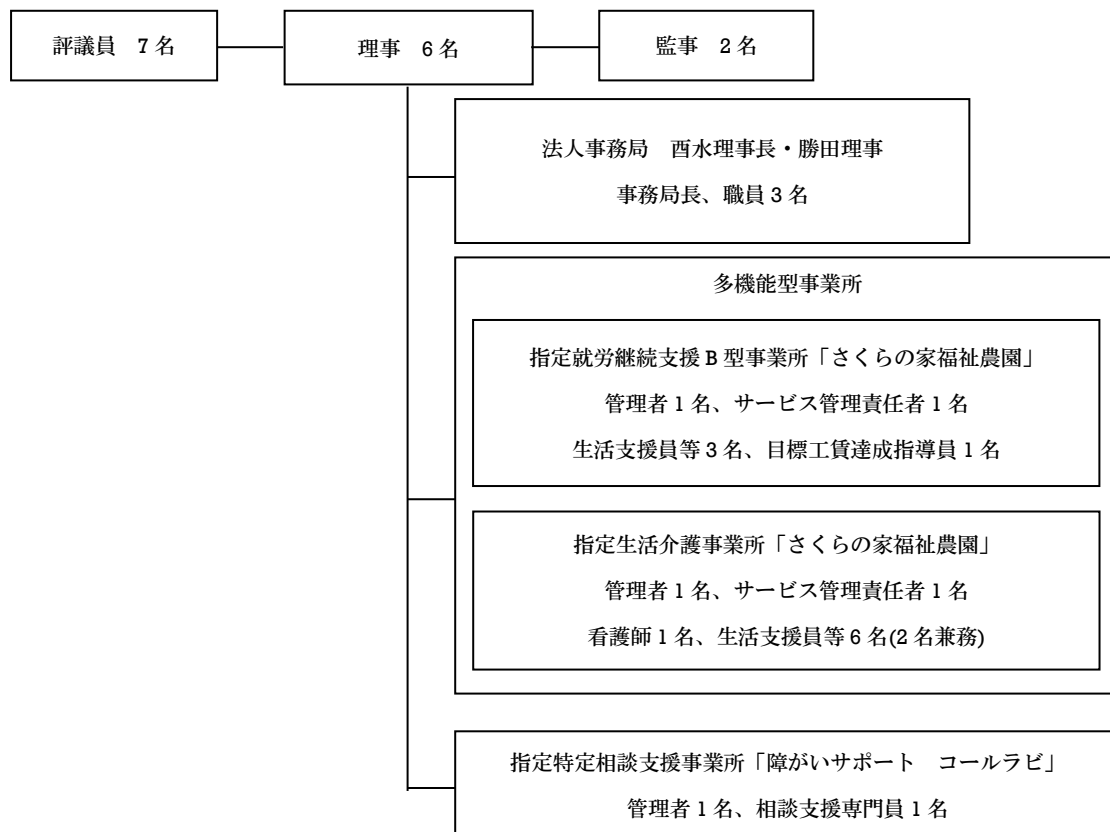 評議員　7名
理事　6名
監事　2名
法人事務局　酉水理事長・勝田理事
事務局長、職員3名
多機能型事業所
指定就労継続支援B型事業所「さくらの家福祉農園」
管理者1名、サービス管理責任者1名
生活支援員等3名、目標工賃達成指導員1名
指定生活介護事業所「さくらの家福祉農園」
管理者1名、サービス管理責任者1名
看護師1名、生活支援員等6名(2名兼務)
指定特定相談支援事業所「障がいサポート　コールラビ」
管理者1名、相談支援専門員1名